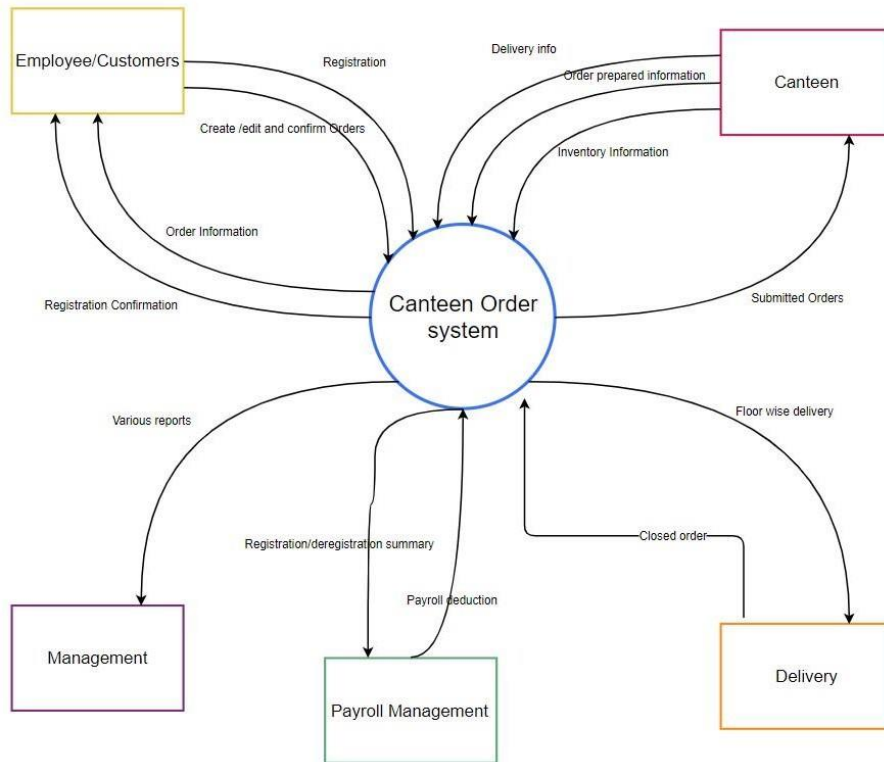 Employee/Customers
Registration
Delivery info
Order prepared information
Canteen
Create /edit and confirm Orders
Inventory Information
Order Information
Registration Confirmation
Canteen Order
system
Submitted Orders
Various reports
Floor wise delivery
Registration/deregistration summary
Closed order
Payroll deduction
Management
Payroll Management
Delivery